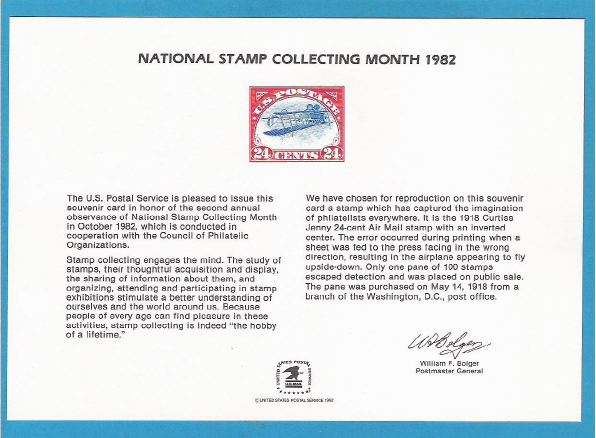 NATIONAL STAMP COLLECTING MONTH 1982
U.S. POSTAGE
24 CENTS 24
The U.S. Postal Service is pleased to issue this
souvenir card in honor of the second annual
observance of National Stamp Collecting Month
in October 1982, which is conducted in
cooperation with the Council of Philatelic
Organizations.
Stamp collecting engages the mind. The study of
stamps, their thoughtful acquisition and display,
the sharing of information about them, and
organizing, attending and participating in stamp
exhibitions stimulate a better understanding of
ourselves and the world around us. Because
people of every age can find pleasure in these
activities, stamp collecting is indeed "the hobby
of a lifetime."
We have chosen for reproduction on this souvenir
card a stamp which has captured the imagination
of philatelists everywhere. It is the 1918 Curtiss
Jenny 24-cent Air Mail stamp with an inverted
center. The error occurred during printing when a
sheet was fed to the press facing in the wrong
direction, resulting in the airplane appearing to fly
upside-down. Only one pane of 100 stamps
escaped detection and was placed on public sale.
The pane was purchased on May 14, 1918 from a
branch of the Washington, D.C., post office.
W F Bolger
William F. Bolger
Postmaster General
UNITED STATES POSTAL SERVICE
U.S. MAIL
© UNITED STATES POSTAL SERVICE 1982